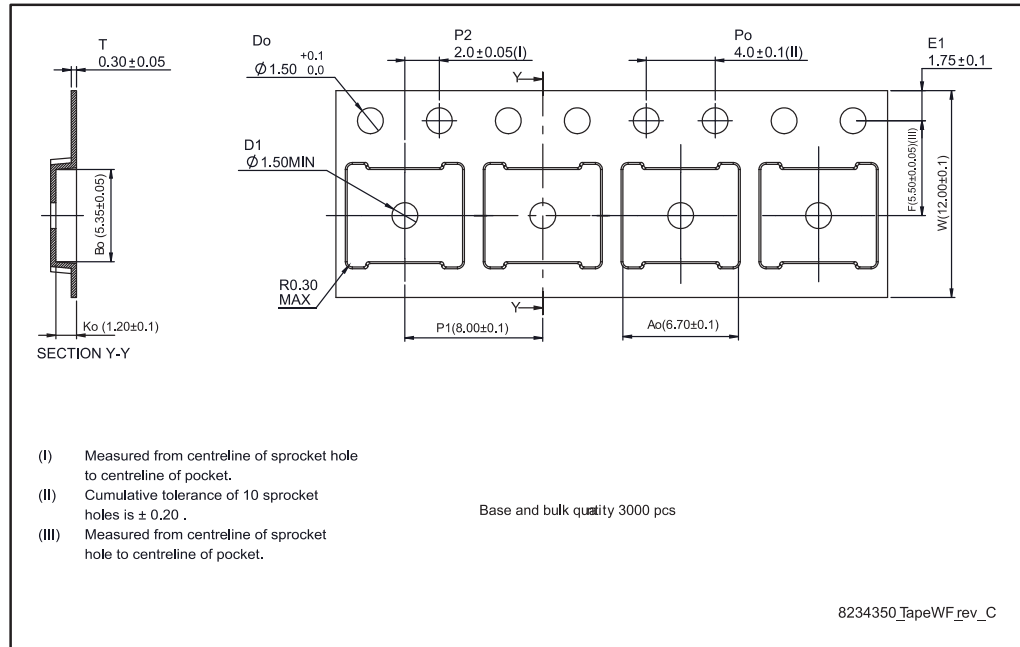 T
0.30±0.05
Do
Ø1.50 +0.1 0.0
P2
2.0±0.05(I)
Po
4.0±0.1(II)
E1
1.75±0.1
Y
D1
Ø1.50MIN
Bo (5.35±0.05)
F(5.50±0.0.05)(III)
W(12.00±0.1)
R0.30
MAX
Y
Ko (1.20±0.1)
P1(8.00±0.1)
Ao(6.70±0.1)
SECTION Y-Y
(I) Measured from centreline of sprocket hole
to centreline of pocket.
(II) Cumulative tolerance of 10 sprocket
holes is ± 0.20 .
(III) Measured from centreline of sprocket
hole to centreline of pocket.
Base and bulk quatity 3000 pcs
8234350_TapeWF_rev_C